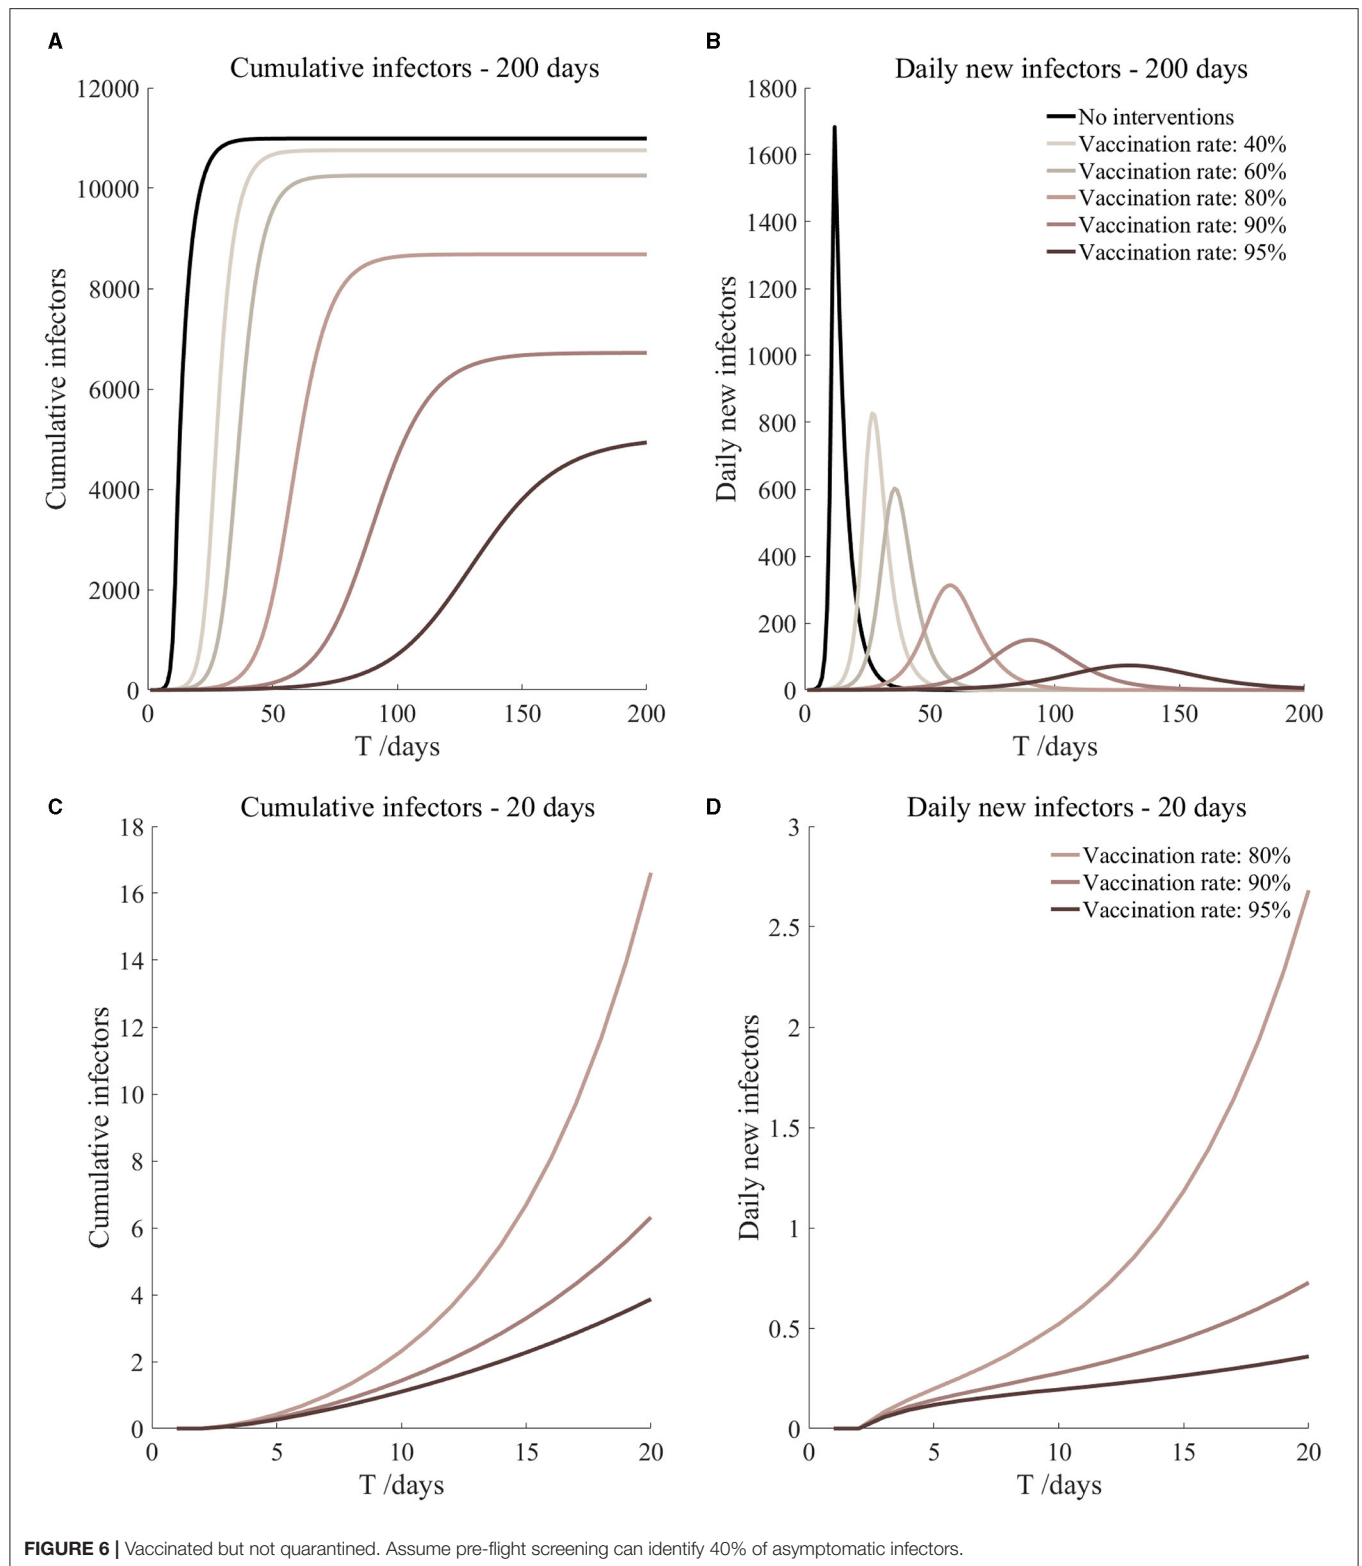 A
Cumulative infectors - 200 days
12000
10000
8000
6000
4000
2000
0
0 50 100 150 200
T /days
Cumulative infectors
B
Daily new infectors - 200 days
1800
1600
1400
1200
1000
800
600
400
200
0
0 50 100 150 200
T /days
Daily new infectors
No interventions
Vaccination rate: 40%
Vaccination rate: 60%
Vaccination rate: 80%
Vaccination rate: 90%
Vaccination rate: 95%
C
Cumulative infectors - 20 days
18
16
14
12
10
8
6
4
2
0
0 5 10 15 20
T /days
Cumulative infectors
D
Daily new infectors - 20 days
3
2.5
2
1.5
1
0.5
0
0 5 10 15 20
T /days
Daily new infectors
Vaccination rate: 80%
Vaccination rate: 90%
Vaccination rate: 95%
FIGURE 6 | Vaccinated but not quarantined. Assume pre-flight screening can identify 40% of asymptomatic infectors.